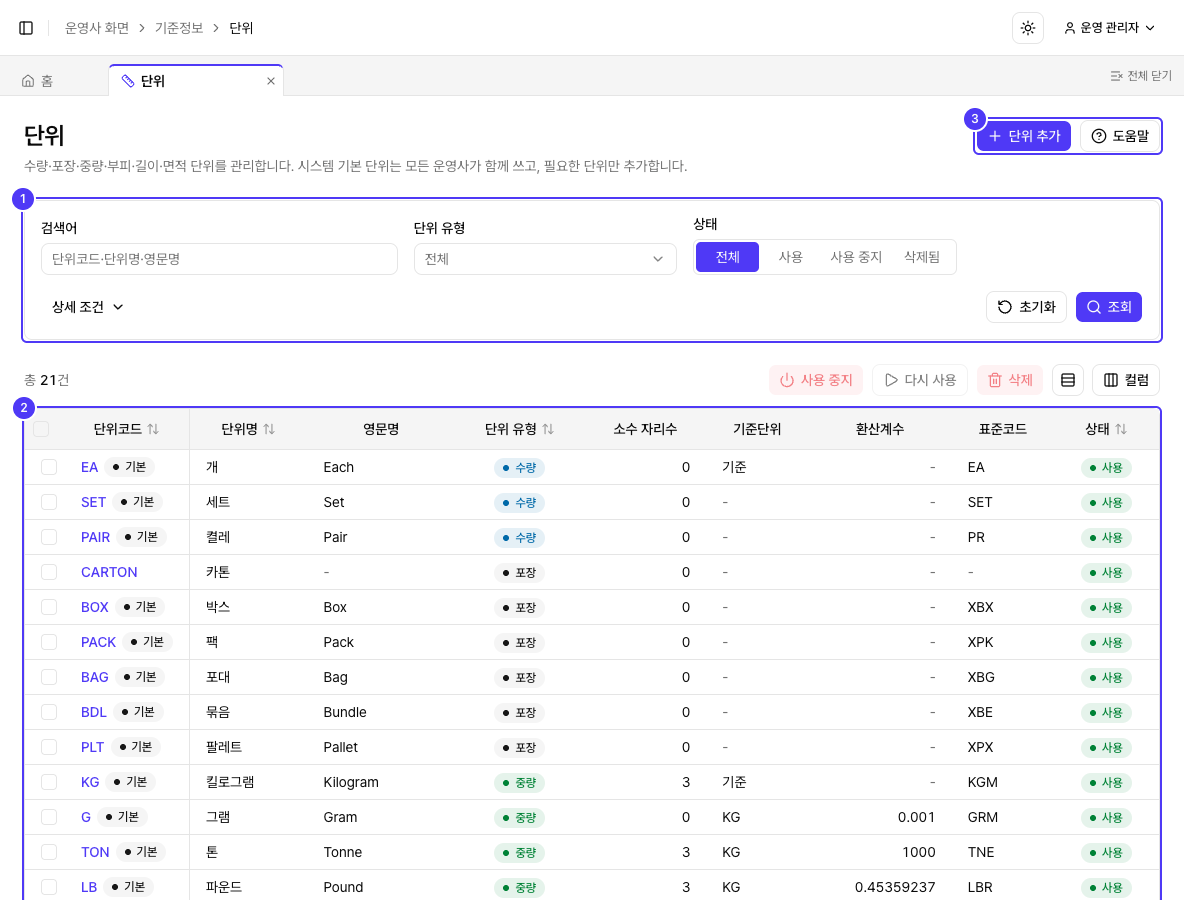 운영사 화면 > 기준정보 > 단위
운영 관리자
홈
단위
전체 닫기
단위
수량·포장·중량·부피·길이·면적 단위를 관리합니다. 시스템 기본 단위는 모든 운영사가 함께 쓰고, 필요한 단위만 추가합니다.
3
단위 추가
도움말
1
검색어
단위 유형
상태
단위코드·단위명·영문명
전체
전체 사용 사용 중지 삭제됨
상세 조건
초기화
조회
총 21건
사용 중지
다시 사용
삭제
컬럼
2
단위코드 단위명 영문명 단위 유형 소수 자리수 기준단위 환산계수 표준코드 상태
EA 기본 개 Each 수량 0 기준 - EA 사용
SET 기본 세트 Set 수량 0 - - SET 사용
PAIR 기본 켤레 Pair 수량 0 - - PR 사용
CARTON 카톤 - 포장 0 - - - 사용
BOX 기본 박스 Box 포장 0 - - XBX 사용
PACK 기본 팩 Pack 포장 0 - - XPK 사용
BAG 기본 포대 Bag 포장 0 - - XBG 사용
BDL 기본 묶음 Bundle 포장 0 - - XBE 사용
PLT 기본 팔레트 Pallet 포장 0 - - XPX 사용
KG 기본 킬로그램 Kilogram 중량 3 기준 - KGM 사용
G 기본 그램 Gram 중량 0 KG 0.001 GRM 사용
TON 기본 톤 Tonne 중량 3 KG 1000 TNE 사용
LB 기본 파운드 Pound 중량 3 KG 0.45359237 LBR 사용